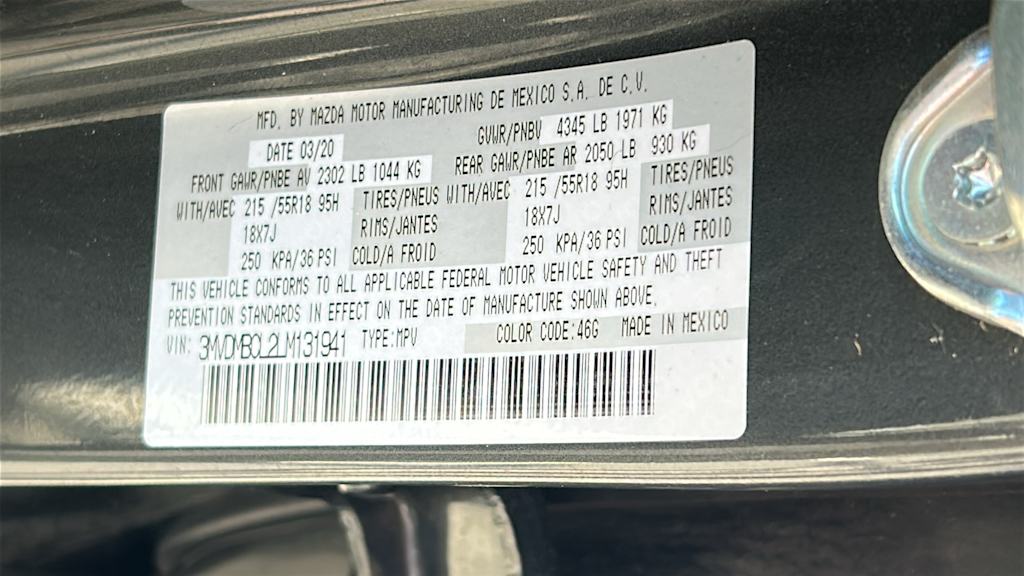 MFD. BY MAZDA MOTOR MANUFACTURING DE MEXICO S.A. DE C.V.
DATE 03/20 GVWR/PNBV 4345 LB 1971 KG
FRONT GAWR/PNBE AV 2302 LB 1044 KG REAR GAWR/PNBE AR 2050 LB 930 KG
WITH/AVEC 215 /55R18 95H TIRES/PNEUS WITH/AVEC 215 /55R18 95H TIRES/PNEUS
18X7J RIMS/JANTES 18X7J RIMS/JANTES
250 KPA/36 PSI COLD/A FROID 250 KPA/36 PSI COLD/A FROID
THIS VEHICLE CONFORMS TO ALL APPLICABLE FEDERAL MOTOR VEHICLE SAFETY AND THEFT
PREVENTION STANDARDS IN EFFECT ON THE DATE OF MANUFACTURE SHOWN ABOVE.
VIN: 3MVDMBCL2LM131941 TYPE:MPV COLOR CODE:46G MADE IN MEXICO